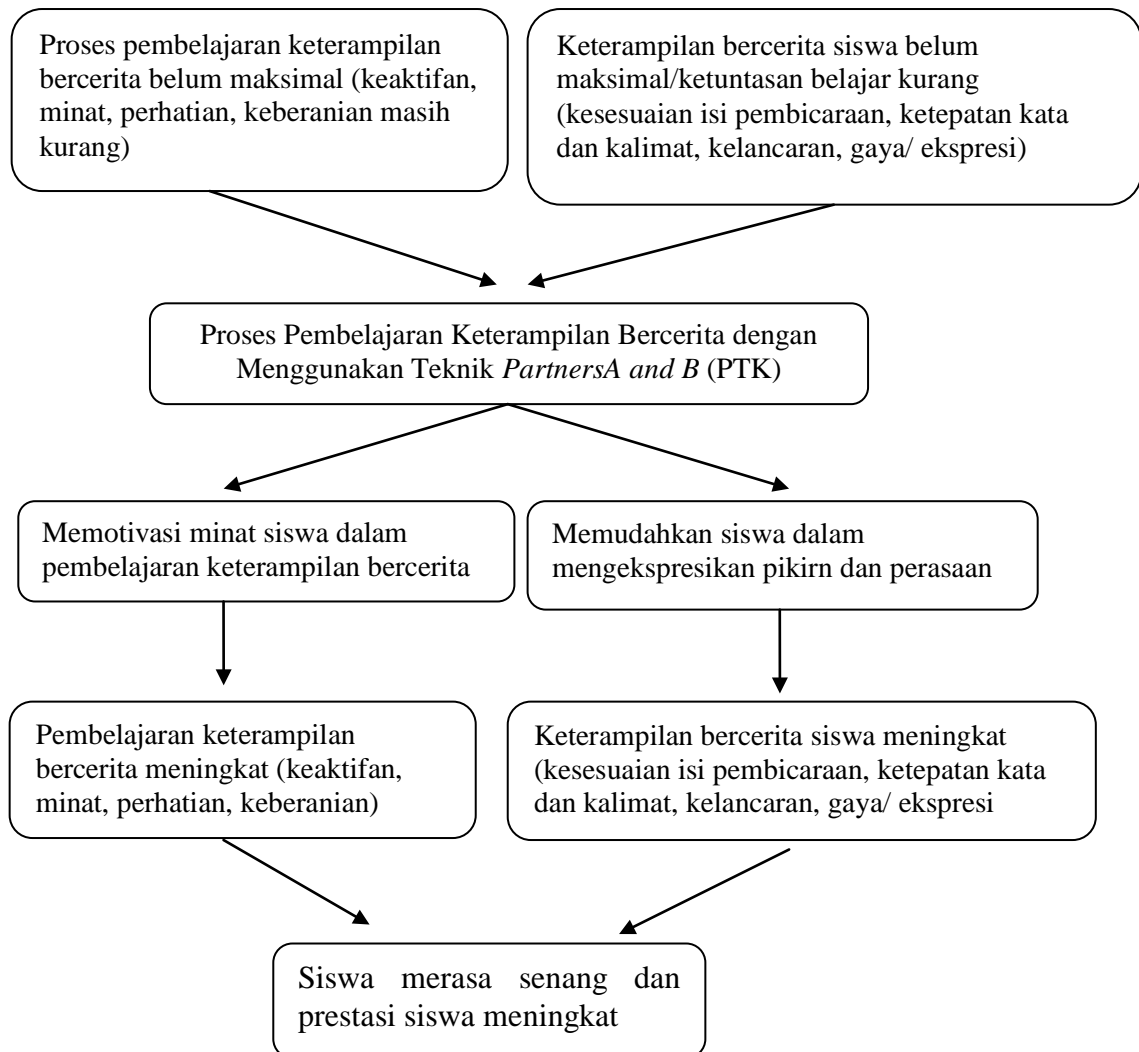 Proses pembelajaran keterampilan
bercerita belum maksimal (keaktifan,
minat, perhatian, keberanian masih
kurang)
Keterampilan bercerita siswa belum
maksimal/ketuntasan belajar kurang
(kesesuaian isi pembicaraan, ketepatan kata
dan kalimat, kelancaran, gaya/ ekspresi)
Proses Pembelajaran Keterampilan Bercerita dengan
Menggunakan Teknik PartnersA and B (PTK)
Memotivasi minat siswa dalam
pembelajaran keterampilan bercerita
Memudahkan siswa dalam
mengekspresikan pikirn dan perasaan
Pembelajaran keterampilan
bercerita meningkat (keaktifan,
minat, perhatian, keberanian)
Keterampilan bercerita siswa meningkat
(kesesuaian isi pembicaraan, ketepatan kata
dan kalimat, kelancaran, gaya/ ekspresi
Siswa merasa senang dan
prestasi siswa meningkat